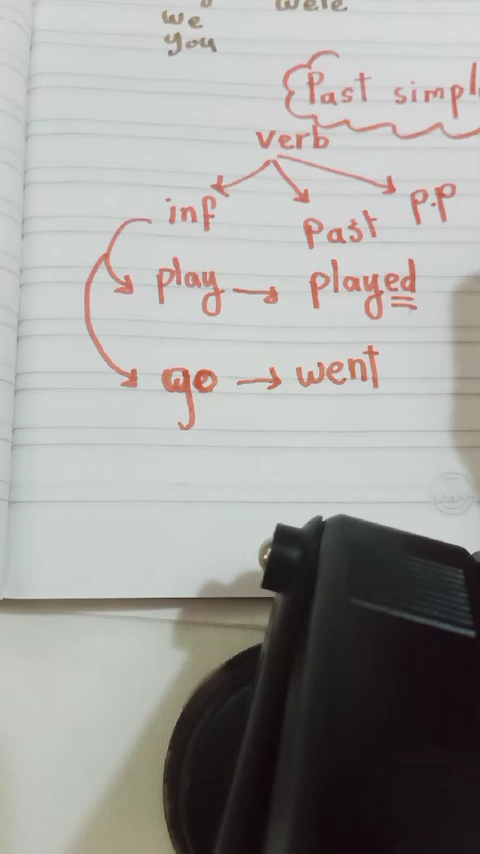 we
you
Past simpl
verb
inf Past p.p
play → played
go → went